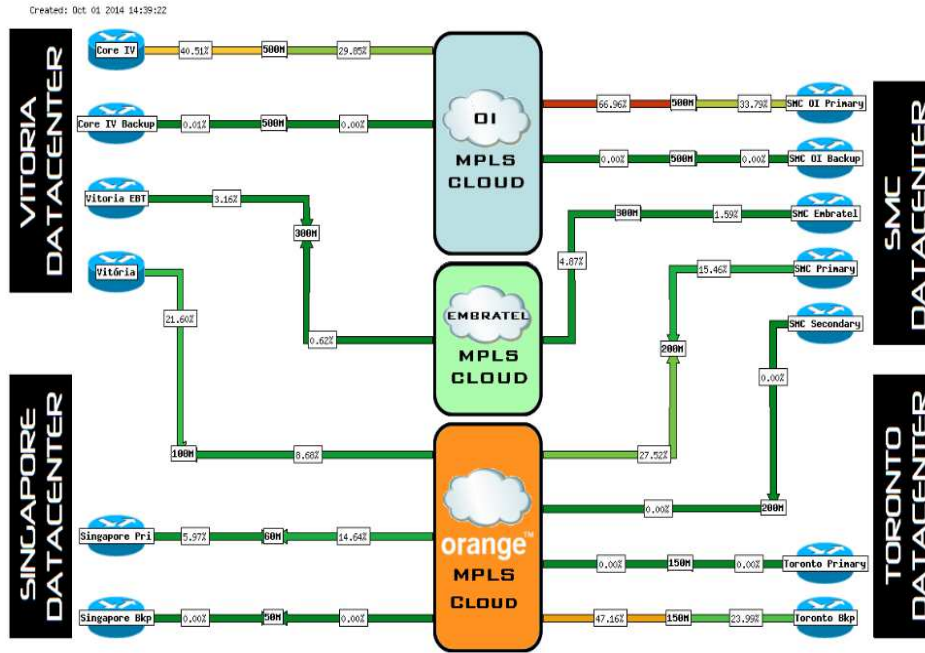 Created: Oct 01 2014 14:39:22
VITORIA
DATACENTER
Core IV
40.51%
500M
29.85%
Core IV Backup
0.01%
500M
0.00%
Vitoria EBT
3.16%
300M
0.62%
Vitória
21.60%
100M
8.68%
SINGAPORE
DATACENTER
Singapore Pri
5.97%
60M
14.64%
Singapore Bkp
0.00%
50M
0.00%
OI
MPLS
CLOUD
EMBRATEL
MPLS
CLOUD
orange™
MPLS
CLOUD
66.96%
500M
33.79%
SMC OI Primary
0.00%
500M
0.00%
SMC OI Backup
4.87%
300M
1.59%
SMC Embratel
15.46%
SMC Primary
200M
27.52%
SMC Secondary
0.00%
0.00%
200M
SMC
DATACENTER
0.00%
150M
0.00%
Toronto Primary
47.16%
150M
23.99%
Toronto Bkp
TORONTO
DATACENTER